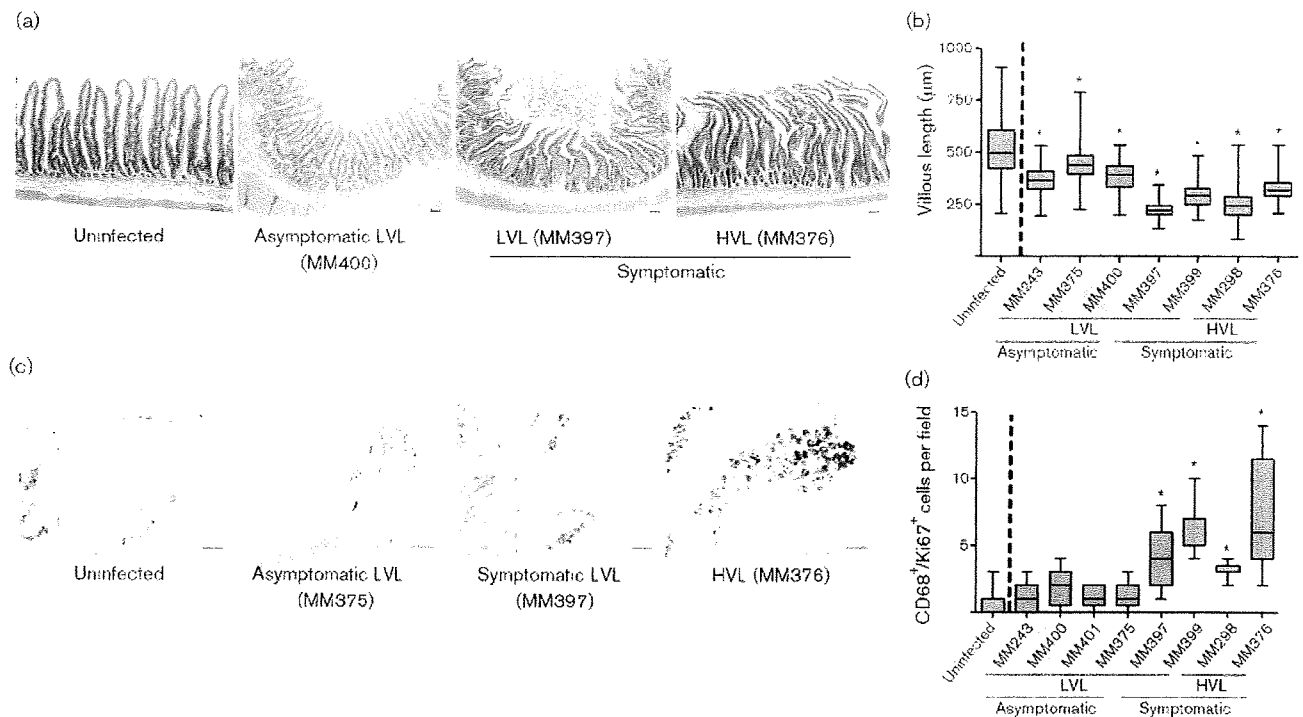 (a)
Uninfected
Asymptomatic LVL
(MM400)
LVL (MM397)
HVL (MM376)
Symptomatic
(b)
Villous length (μm)
1000
750
500
250
*
*
*
*
*
*
*
Uninfected
MM243
MM375
MM400
MM397
MM399
MM298
MM376
LVL
HVL
Asymptomatic
Symptomatic
(c)
Uninfected
Asymptomatic LVL
(MM375)
Symptomatic LVL
(MM397)
HVL (MM376)
(d)
CD68+/Ki67+ cells per field
15
10
5
*
*
*
*
Uninfected
MM243
MM400
MM401
MM375
MM397
MM399
MM298
MM376
LVL
HVL
Asymptomatic
Symptomatic